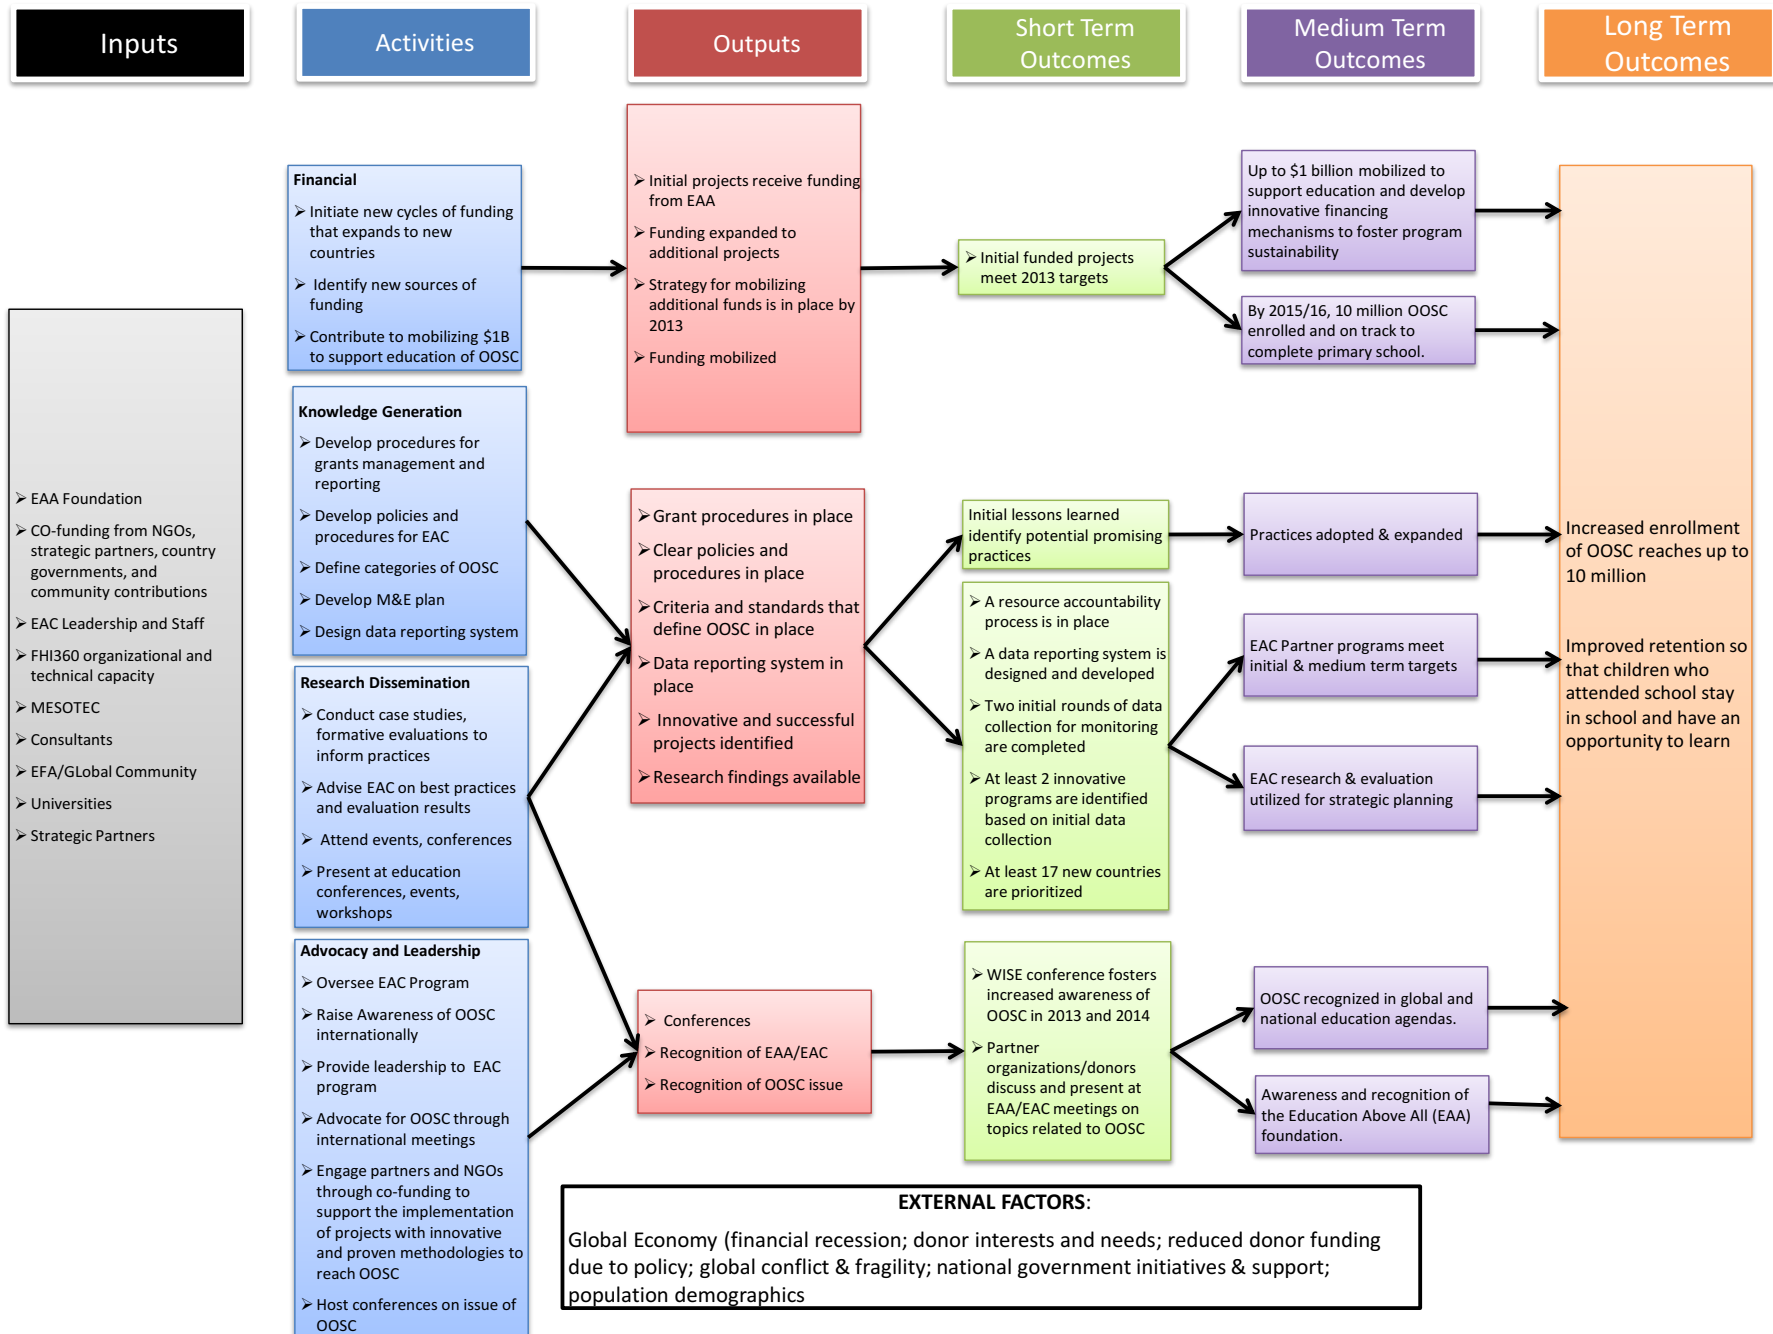 Inputs
Activities
Outputs
Short Term
Outcomes
Medium Term
Outcomes
Long Term
Outcomes
➢ EAA Foundation
➢ CO-funding from NGOs,
strategic partners, country
governments, and
community contributions
➢ EAC Leadership and Staff
➢ FHI360 organizational and
technical capacity
➢ MESOTEC
➢ Consultants
➢ EFA/GLobal Community
➢ Universities
➢ Strategic Partners
Financial
➢ Initiate new cycles of funding
that expands to new
countries
➢ Identify new sources of
funding
➢ Contribute to mobilizing $1B
to support education of OOSC
Knowledge Generation
➢ Develop procedures for
grants management and
reporting
➢ Develop policies and
procedures for EAC
➢ Define categories of OOSC
➢ Develop M&E plan
➢ Design data reporting system
Research Dissemination
➢ Conduct case studies,
formative evaluations to
inform practices
➢ Advise EAC on best practices
and evaluation results
➢ Attend events, conferences
➢ Present at education
conferences, events,
workshops
Advocacy and Leadership
➢ Oversee EAC Program
➢ Raise Awareness of OOSC
internationally
➢ Provide leadership to EAC
program
➢ Advocate for OOSC through
international meetings
➢ Engage partners and NGOs
through co-funding to
support the implementation
of projects with innovative
and proven methodologies to
reach OOSC
➢ Host conferences on issue of
OOSC
➢ Initial projects receive funding
from EAA
➢ Funding expanded to
additional projects
➢ Strategy for mobilizing
additional funds is in place by
2013
➢ Funding mobilized
➢ Grant procedures in place
➢ Clear policies and
procedures in place
➢ Criteria and standards that
define OOSC in place
➢ Data reporting system in
place
➢ Innovative and successful
projects identified
➢ Research findings available
➢ Conferences
➢ Recognition of EAA/EAC
➢ Recognition of OOSC issue
➢ Initial funded projects
meet 2013 targets
Initial lessons learned
identify potential promising
practices
➢ A resource accountability
process is in place
➢ A data reporting system is
designed and developed
➢ Two initial rounds of data
collection for monitoring
are completed
➢ At least 2 innovative
programs are identified
based on initial data
collection
➢ At least 17 new countries
are prioritized
➢ WISE conference fosters
increased awareness of
OOSC in 2013 and 2014
➢ Partner
organizations/donors
discuss and present at
EAA/EAC meetings on
topics related to OOSC
Up to $1 billion mobilized to
support education and develop
innovative financing
mechanisms to foster program
sustainability
By 2015/16, 10 million OOSC
enrolled and on track to
complete primary school.
Practices adopted & expanded
EAC Partner programs meet
initial & medium term targets
EAC research & evaluation
utilized for strategic planning
OOSC recognized in global and
national education agendas.
Awareness and recognition of
the Education Above All (EAA)
foundation.
Increased enrollment
of OOSC reaches up to
10 million
Improved retention so
that children who
attended school stay
in school and have an
opportunity to learn
EXTERNAL FACTORS:
Global Economy (financial recession; donor interests and needs; reduced donor funding
due to policy; global conflict & fragility; national government initiatives & support;
population demographics